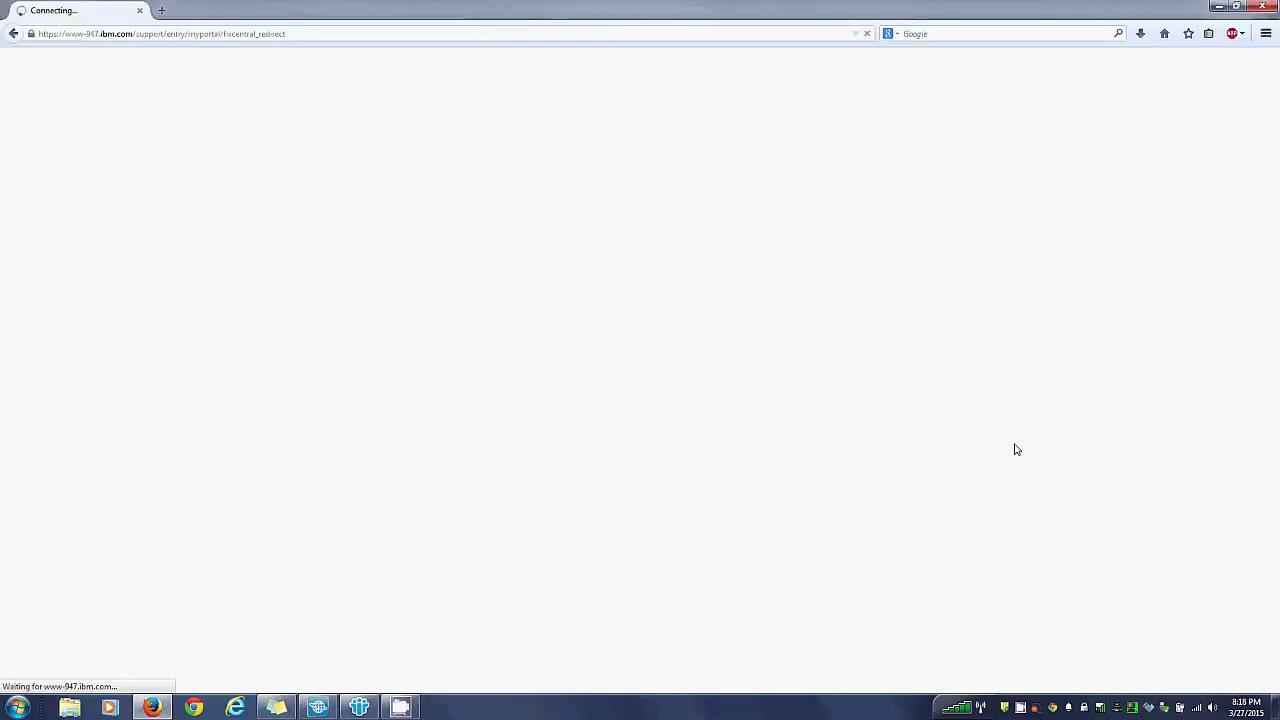 Connecting...
https://www-947.ibm.com/support/entry/myportal/fixcentral_redirect
Google
ABP
Waiting for www-947.ibm.com...
8:18 PM
3/27/2015